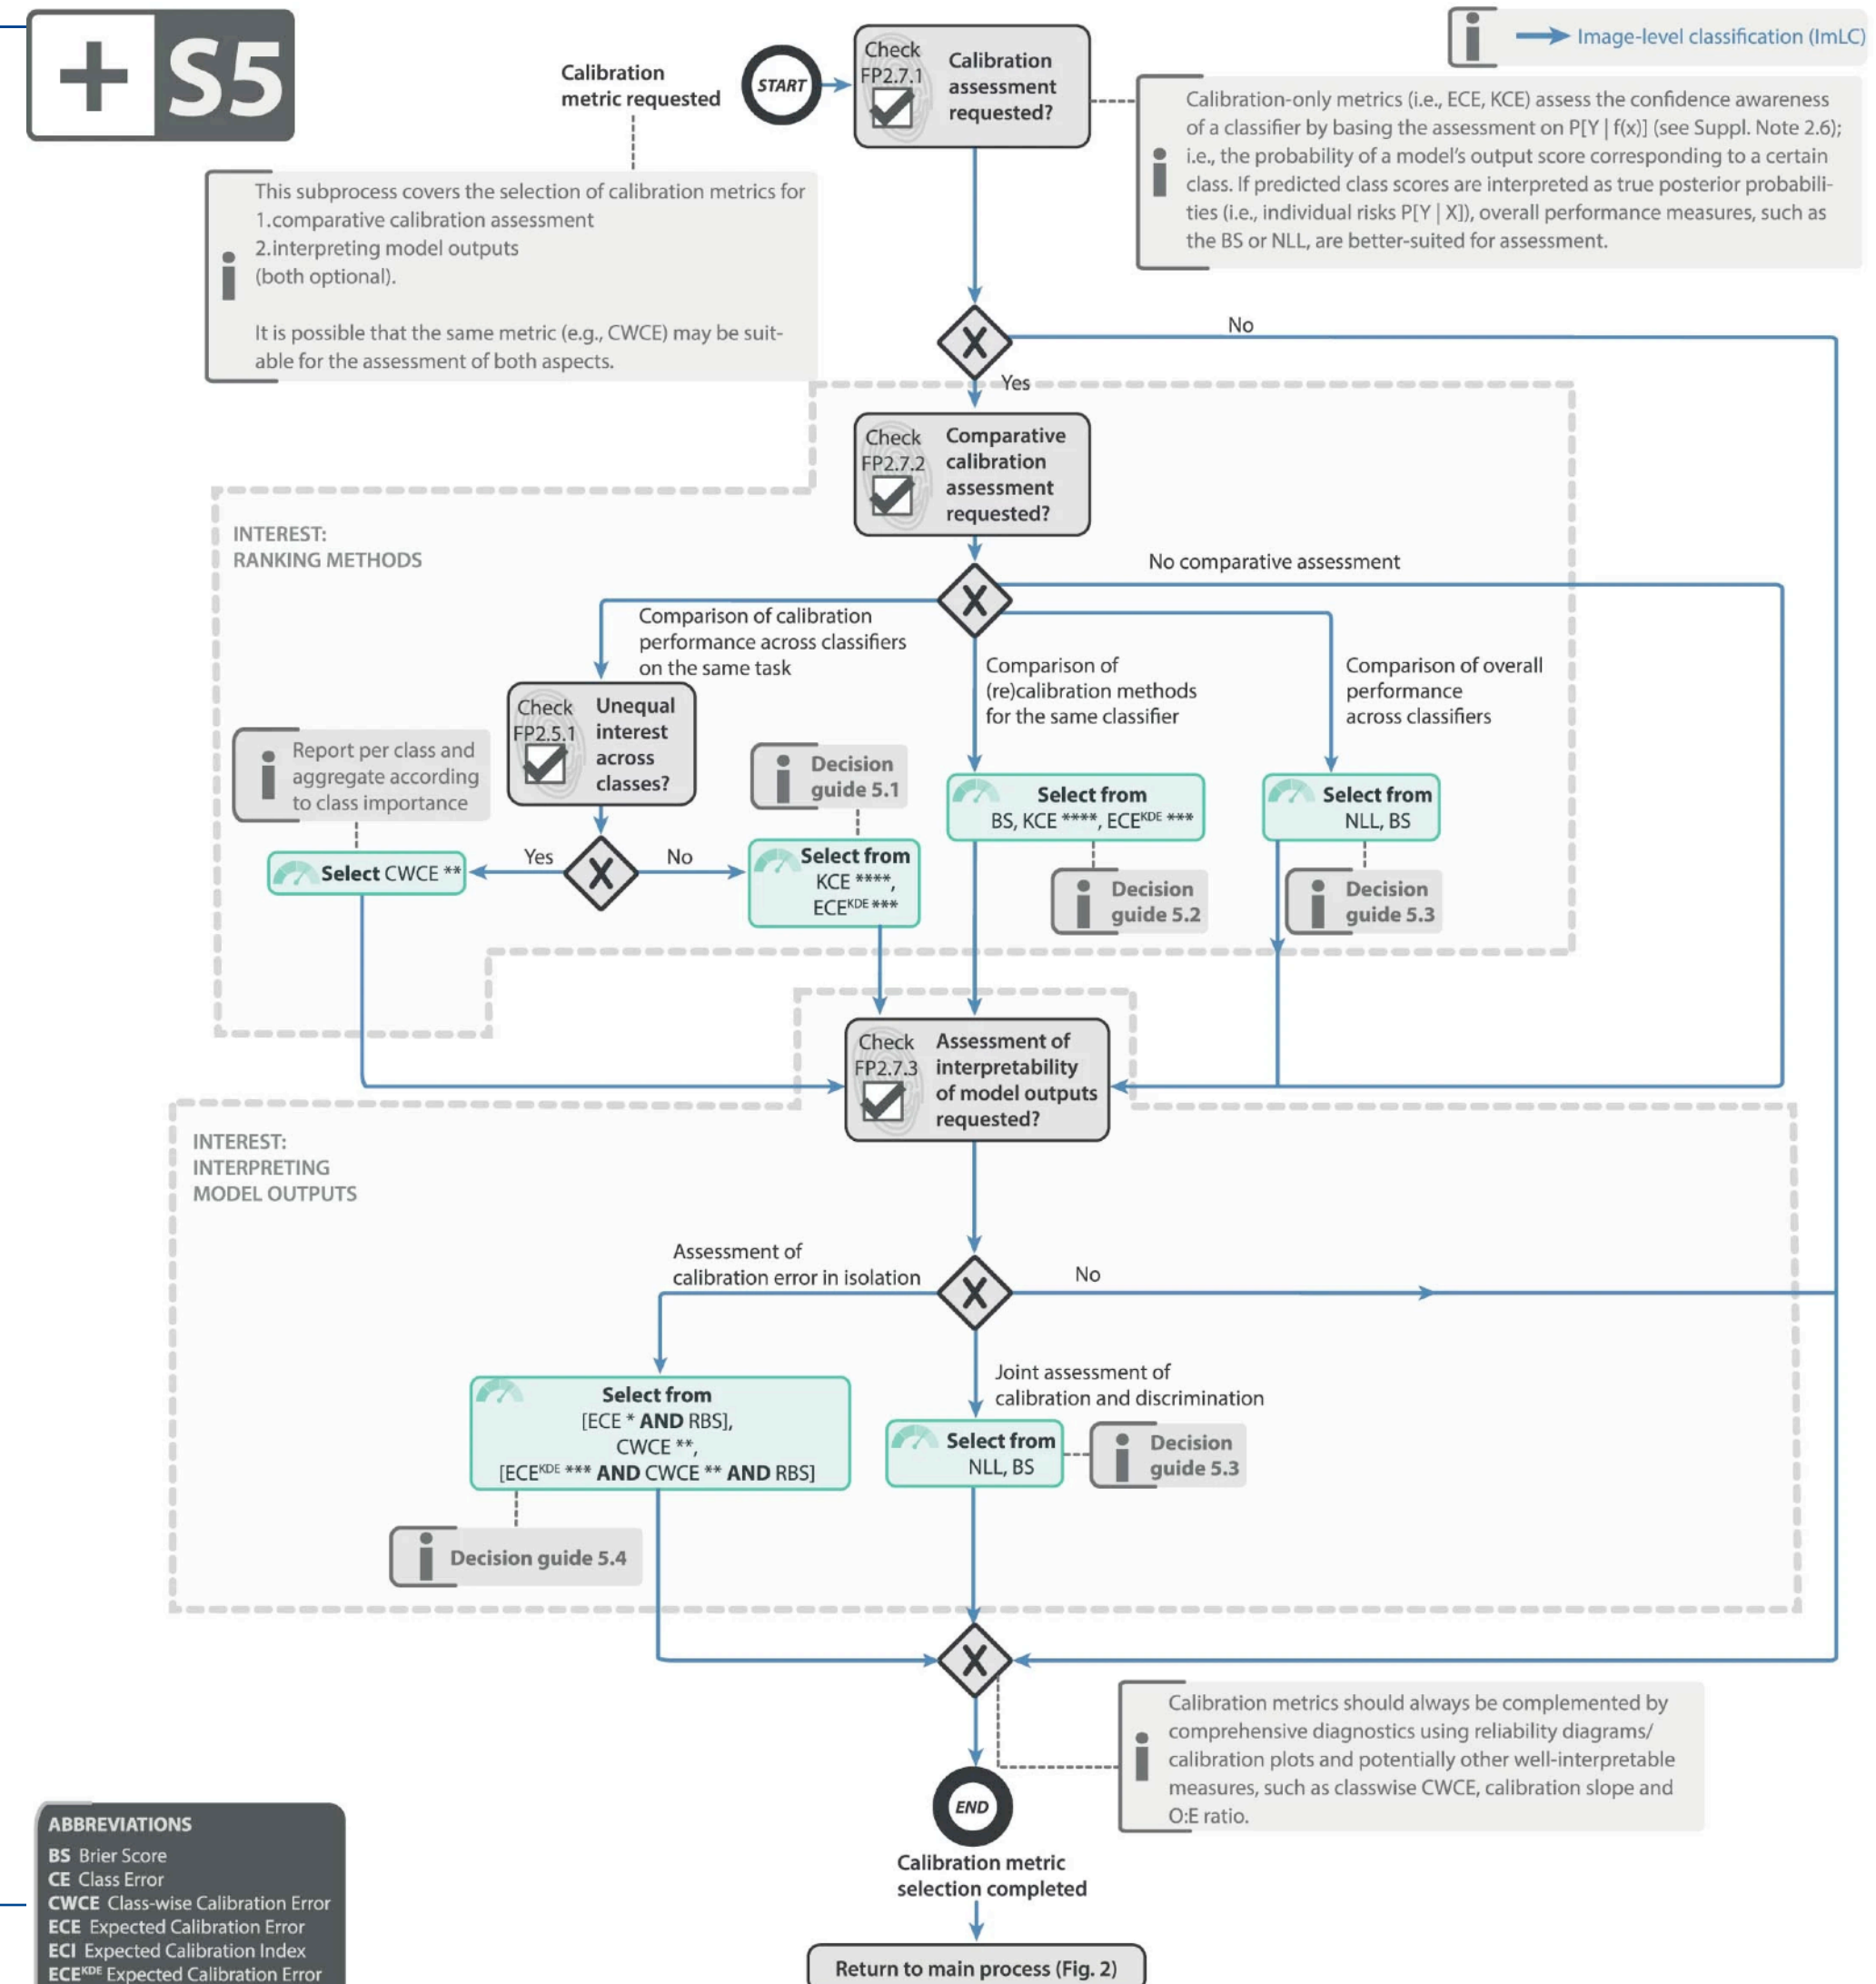 + S5
Calibration
metric requested
START
Check
FP2.7.1
Calibration
assessment
requested?
Image-level classification (ImLC)
Calibration-only metrics (i.e., ECE, KCE) assess the confidence awareness
of a classifier by basing the assessment on P[Y | f(x)] (see Suppl. Note 2.6);
i.e., the probability of a model's output score corresponding to a certain
class. If predicted class scores are interpreted as true posterior probabili-
ties (i.e., individual risks P[Y | X]), overall performance measures, such as
the BS or NLL, are better-suited for assessment.
This subprocess covers the selection of calibration metrics for
1.comparative calibration assessment
2.interpreting model outputs
(both optional).
It is possible that the same metric (e.g., CWCE) may be suit-
able for the assessment of both aspects.
X
No
Yes
Check
FP2.7.2
Comparative
calibration
assessment
requested?
INTEREST:
RANKING METHODS
X
No comparative assessment
Comparison of calibration
performance across classifiers
on the same task
Comparison of
(re)calibration methods
for the same classifier
Comparison of overall
performance
across classifiers
Check
FP2.5.1
Unequal
interest
across
classes?
Report per class and
aggregate according
to class importance
Decision
guide 5.1
Select from
BS, KCE ****, ECEKDE ***
Select from
NLL, BS
Select CWCE **
Yes
X
No
Select from
KCE ****,
ECEKDE ***
Decision
guide 5.2
Decision
guide 5.3
Check
FP2.7.3
Assessment of
interpretability
of model outputs
requested?
INTEREST:
INTERPRETING
MODEL OUTPUTS
Assessment of
calibration error in isolation
X
No
Joint assessment of
calibration and discrimination
Select from
[ECE * AND RBS],
CWCE **,
[ECEKDE *** AND CWCE ** AND RBS]
Select from
NLL, BS
Decision
guide 5.3
Decision guide 5.4
X
Calibration metrics should always be complemented by
comprehensive diagnostics using reliability diagrams/
calibration plots and potentially other well-interpretable
measures, such as classwise CWCE, calibration slope and
O:E ratio.
END
Calibration metric
selection completed
Return to main process (Fig. 2)
ABBREVIATIONS
BS Brier Score
CE Class Error
CWCE Class-wise Calibration Error
ECE Expected Calibration Error
ECI Expected Calibration Index
ECEKDE Expected Calibration Error